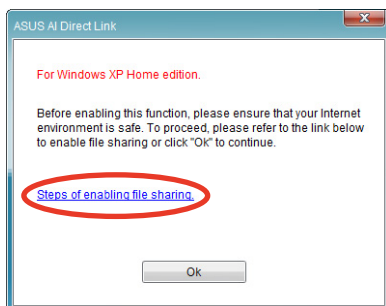 ASUS AI Direct Link
For Windows XP Home edition.
Before enabling this function, please ensure that your Internet
environment is safe. To proceed, please refer to the link below
to enable file sharing or click "Ok" to continue.
Steps of enabling file sharing.
Ok